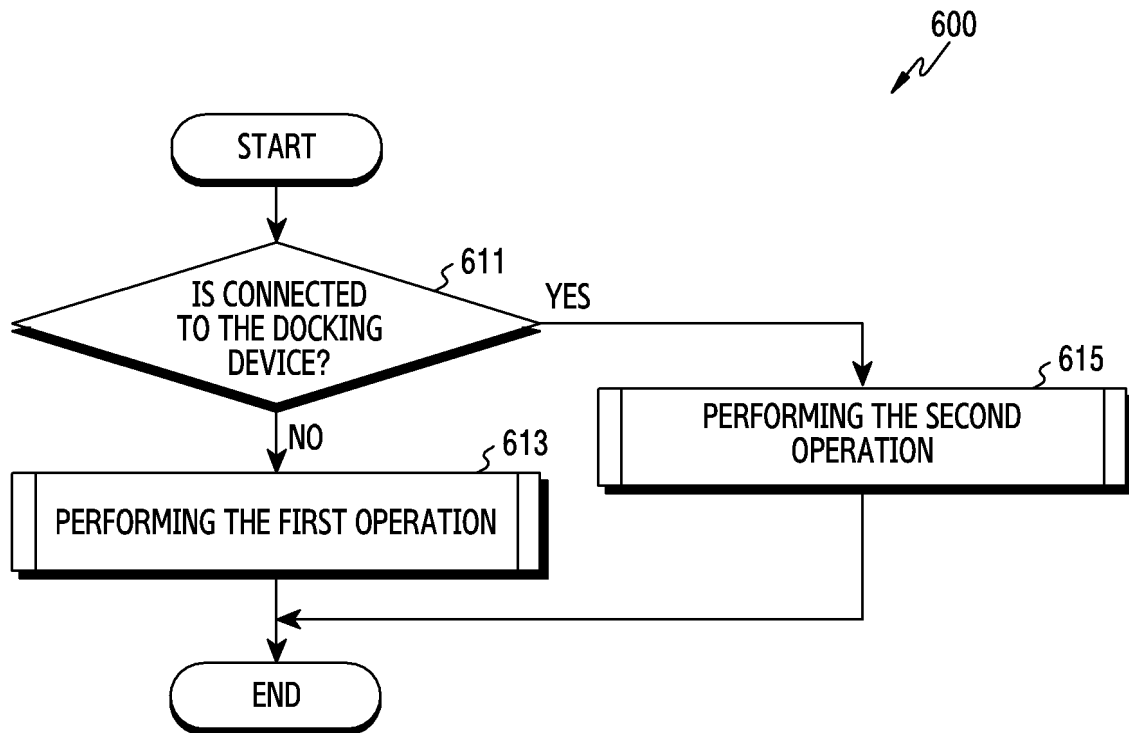 600
START
611
IS CONNECTED
TO THE DOCKING
DEVICE?
YES
615
PERFORMING THE SECOND
OPERATION
NO
613
PERFORMING THE FIRST OPERATION
END